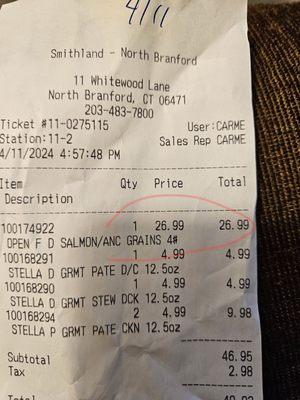 4/11
Smithland - North Branford
11 Whitewood Lane
North Branford, CT 06471
203-483-7800
Ticket #11-0275115 User:CARME
Station:11-2 Sales Rep CARME
4/11/2024 4:57:48 PM
Item Qty Price Total
Description
100174922 1 26.99 26.99
OPEN F D SALMON/ANC GRAINS 4#
100168291 1 4.99 4.99
STELLA D GRMT PATE D/C 12.5oz
100168290 1 4.99 4.99
STELLA D GRMT STEW DCK 12.5oz
100168294 2 4.99 9.98
STELLA P GRMT PATE CKN 12.5oz
Subtotal 46.95
Tax 2.98